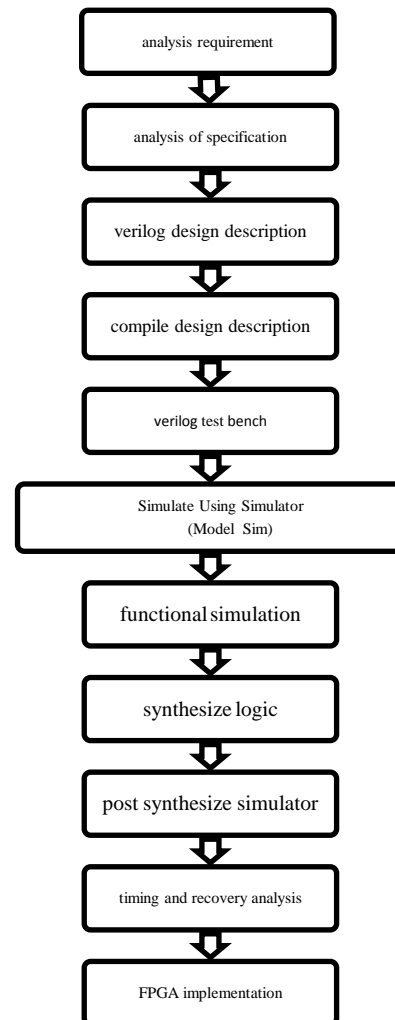 analysis requirement
analysis of specification
verilog design description
compile design description
verilog test bench
Simulate Using Simulator
(Model Sim)
functional simulation
synthesize logic
post synthesize simulator
timing and recovery analysis
FPGA implementation